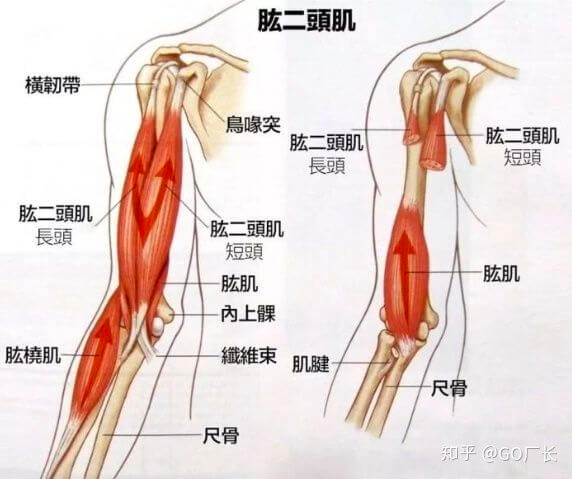 肱二頭肌
橫韌帶
鳥喙突
肱二頭肌
長頭
肱二頭肌
短頭
肱二頭肌
長頭
肱二頭肌
短頭
肱肌
內上髁
肱肌
肱橈肌
纖維束
肌腱
尺骨
尺骨
知乎 @GO厂长